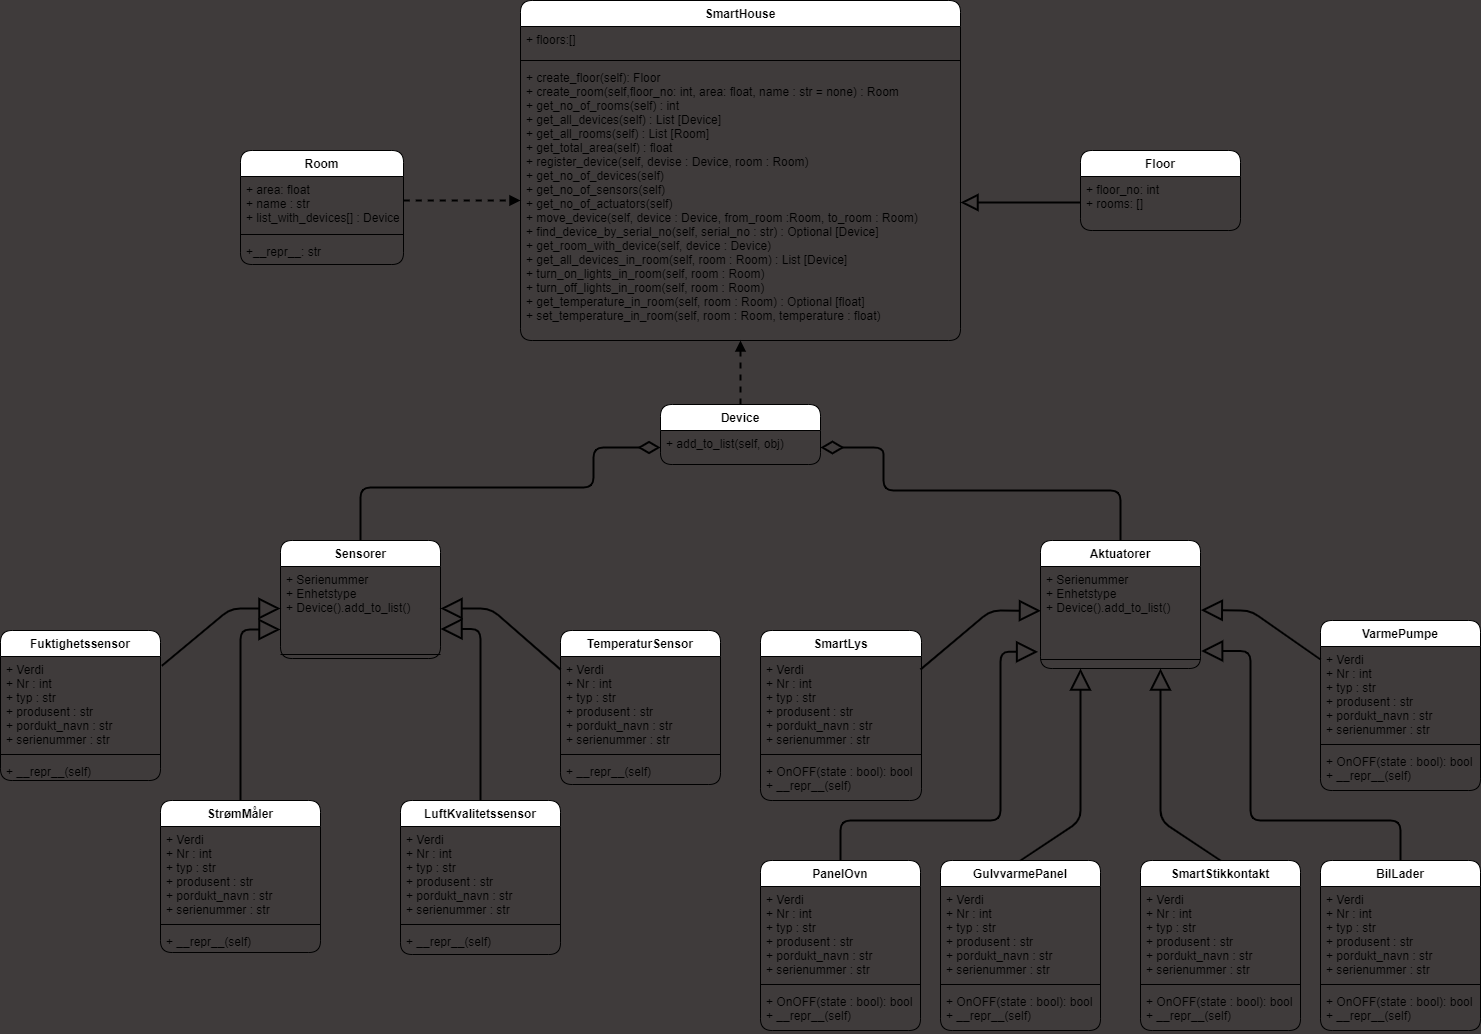 SmartHouse
+ floors:[]
+ create_floor(self): Floor
+ create_room(self,floor_no: int, area: float, name : str = none) : Room
+ get_no_of_rooms(self) : int
+ get_all_devices(self) : List [Device]
+ get_all_rooms(self) : List [Room]
+ get_total_area(self) : float
+ register_device(self, devise : Device, room : Room)
+ get_no_of_devices(self)
+ get_no_of_sensors(self)
+ get_no_of_actuators(self)
+ move_device(self, device : Device, from_room :Room, to_room : Room)
+ find_device_by_serial_no(self, serial_no : str) : Optional [Device]
+ get_room_with_device(self, device : Device)
+ get_all_devices_in_room(self, room : Room) : List [Device]
+ turn_on_lights_in_room(self, room : Room)
+ turn_off_lights_in_room(self, room : Room)
+ get_temperature_in_room(self, room : Room) : Optional [float]
+ set_temperature_in_room(self, room : Room, temperature : float)
Room
+ area: float
+ name : str
+ list_with_devices[] : Device
+__repr__: str
Floor
+ floor_no: int
+ rooms: []
Device
+ add_to_list(self, obj)
Sensorer
+ Serienummer
+ Enhetstype
+ Device().add_to_list()
Aktuatorer
+ Serienummer
+ Enhetstype
+ Device().add_to_list()
Fuktighetssensor
+ Verdi
+ Nr : int
+ typ : str
+ produsent : str
+ pordukt_navn : str
+ serienummer : str
+ __repr__(self)
TemperaturSensor
+ Verdi
+ Nr : int
+ typ : str
+ produsent : str
+ pordukt_navn : str
+ serienummer : str
+ __repr__(self)
SmartLys
+ Verdi
+ Nr : int
+ typ : str
+ produsent : str
+ pordukt_navn : str
+ serienummer : str
+ OnOFF(state : bool): bool
+ __repr__(self)
VarmePumpe
+ Verdi
+ Nr : int
+ typ : str
+ produsent : str
+ pordukt_navn : str
+ serienummer : str
+ OnOFF(state : bool): bool
+ __repr__(self)
StrømMåler
+ Verdi
+ Nr : int
+ typ : str
+ produsent : str
+ pordukt_navn : str
+ serienummer : str
+ __repr__(self)
LuftKvalitetssensor
+ Verdi
+ Nr : int
+ typ : str
+ produsent : str
+ pordukt_navn : str
+ serienummer : str
+ __repr__(self)
PanelOvn
+ Verdi
+ Nr : int
+ typ : str
+ produsent : str
+ pordukt_navn : str
+ serienummer : str
+ OnOFF(state : bool): bool
+ __repr__(self)
GulvvarmePanel
+ Verdi
+ Nr : int
+ typ : str
+ produsent : str
+ pordukt_navn : str
+ serienummer : str
+ OnOFF(state : bool): bool
+ __repr__(self)
SmartStikkontakt
+ Verdi
+ Nr : int
+ typ : str
+ produsent : str
+ pordukt_navn : str
+ serienummer : str
+ OnOFF(state : bool): bool
+ __repr__(self)
BilLader
+ Verdi
+ Nr : int
+ typ : str
+ produsent : str
+ pordukt_navn : str
+ serienummer : str
+ OnOFF(state : bool): bool
+ __repr__(self)